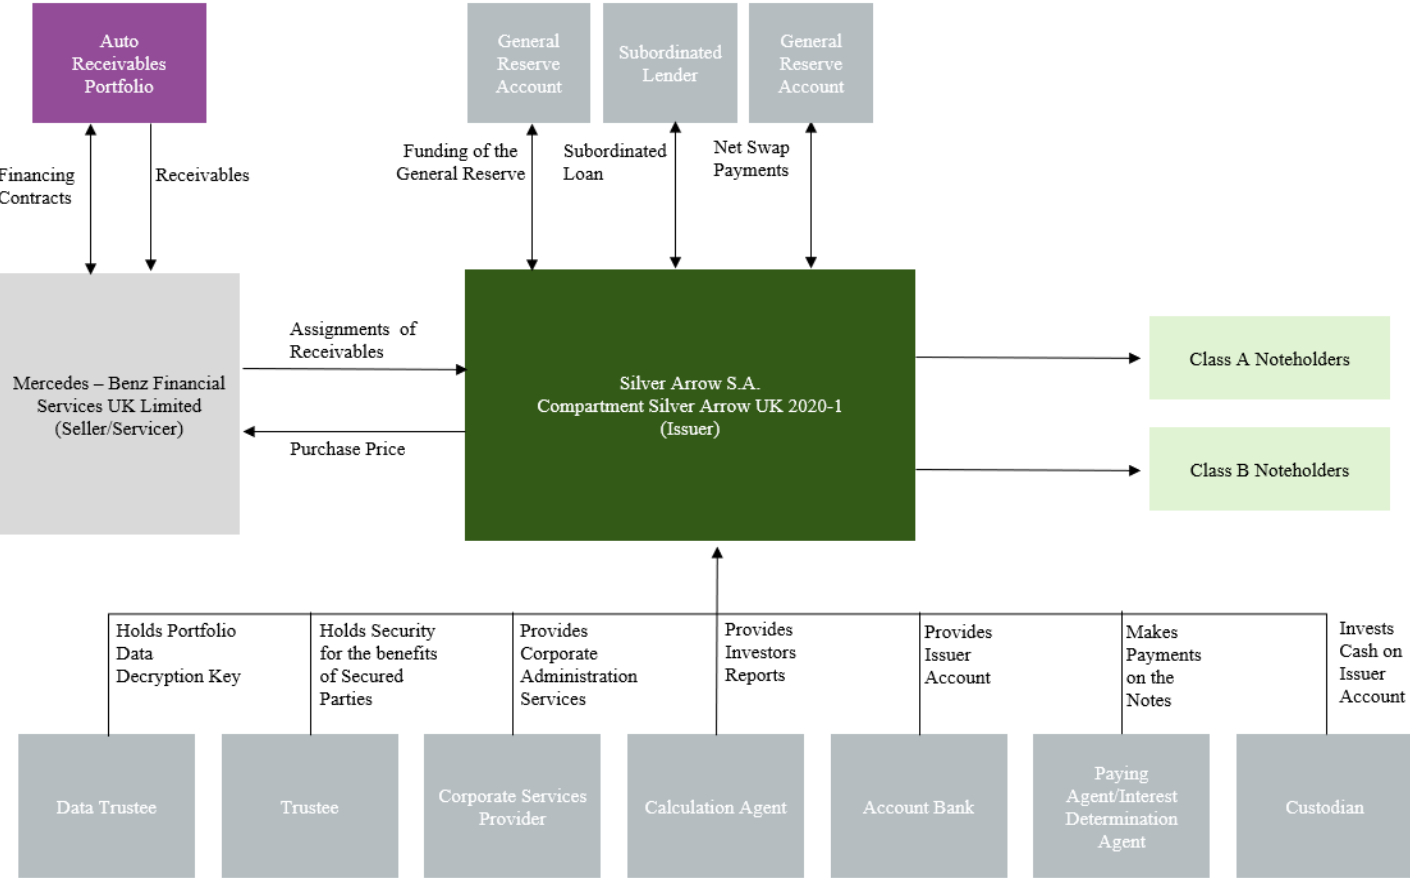 Auto
Receivables
Portfolio
General
Reserve
Account
Subordinated
Lender
General
Reserve
Account
Financing
Contracts
Receivables
Funding of the
General Reserve
Subordinated
Loan
Net Swap
Payments
Mercedes – Benz Financial
Services UK Limited
(Seller/Servicer)
Assignments of
Receivables
Purchase Price
Silver Arrow S.A.
Compartment Silver Arrow UK 2020-1
(Issuer)
Class A Noteholders
Class B Noteholders
Holds Portfolio
Data
Decryption Key
Holds Security
for the benefits
of Secured
Parties
Provides
Corporate
Administration
Services
Provides
Investors
Reports
Provides
Issuer
Account
Makes
Payments
on the
Notes
Invests
Cash on
Issuer
Account
Data Trustee
Trustee
Corporate Services
Provider
Calculation Agent
Account Bank
Paying
Agent/Interest
Determination
Agent
Custodian